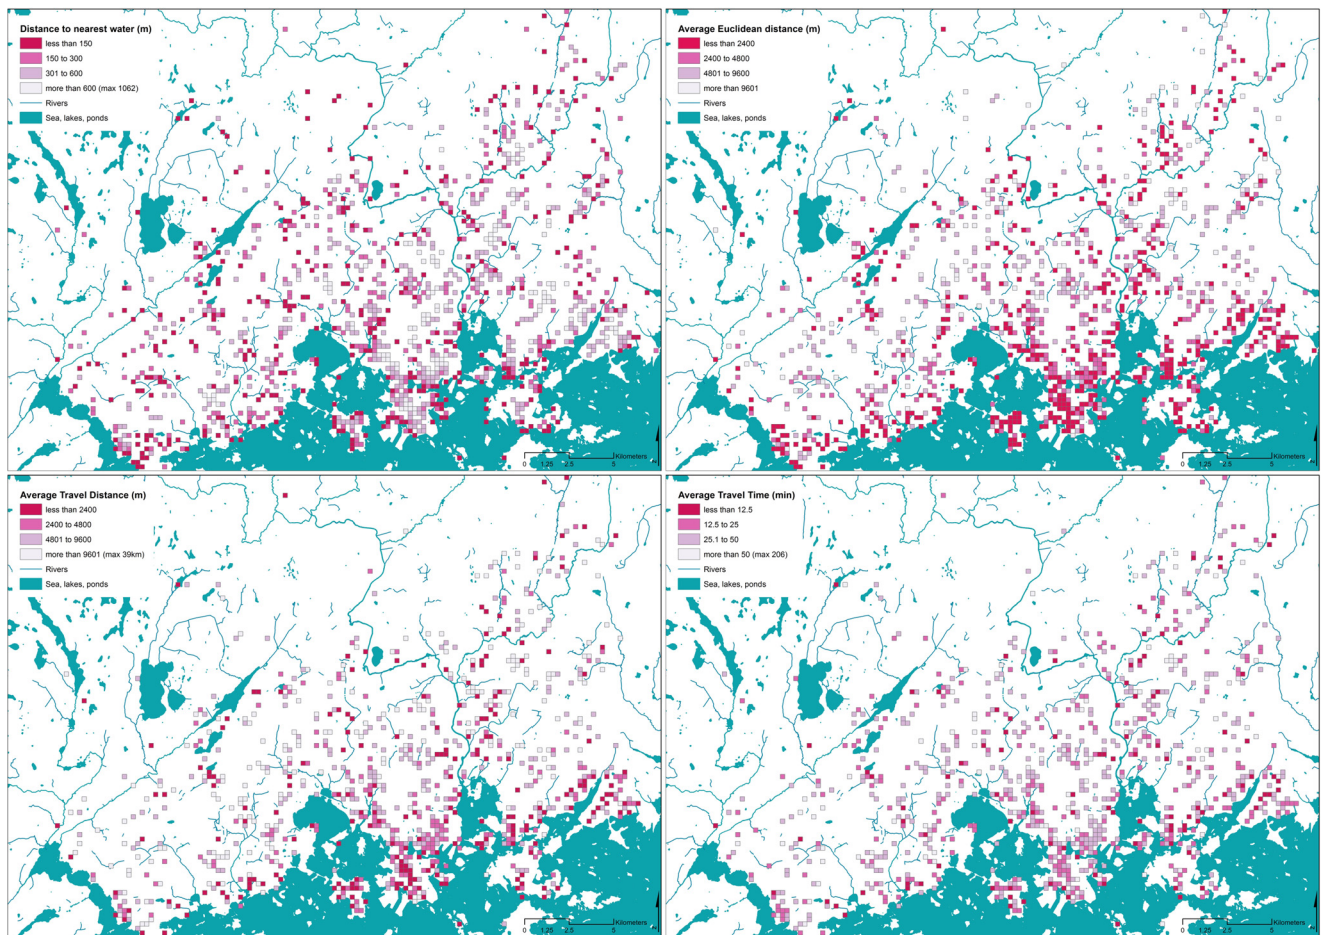 Distance to nearest water (m)
less than 150
150 to 300
301 to 600
more than 600 (max 1062)
Rivers
Sea, lakes, ponds
0 1.25 2.5 5 Kilometers
Average Euclidean distance (m)
less than 2400
2400 to 4800
4801 to 9600
more than 9601
Rivers
Sea, lakes, ponds
0 1.25 2.5 5 Kilometers
Average Travel Distance (m)
less than 2400
2400 to 4800
4801 to 9600
more than 9601 (max 39km)
Rivers
Sea, lakes, ponds
0 1.25 2.5 5 Kilometers
Average Travel Time (min)
less than 12.5
12.5 to 25
25.1 to 50
more than 50 (max 206)
Rivers
Sea, lakes, ponds
0 1.25 2.5 5 Kilometers